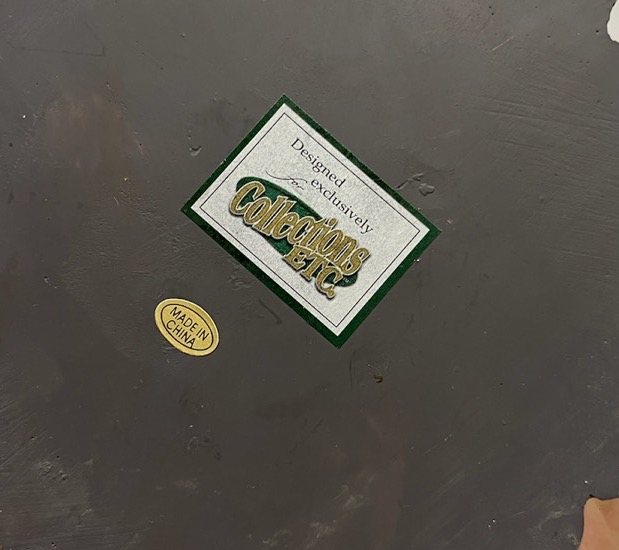 Designed
for exclusively
Collections
ETC.
MADE IN
CHINA